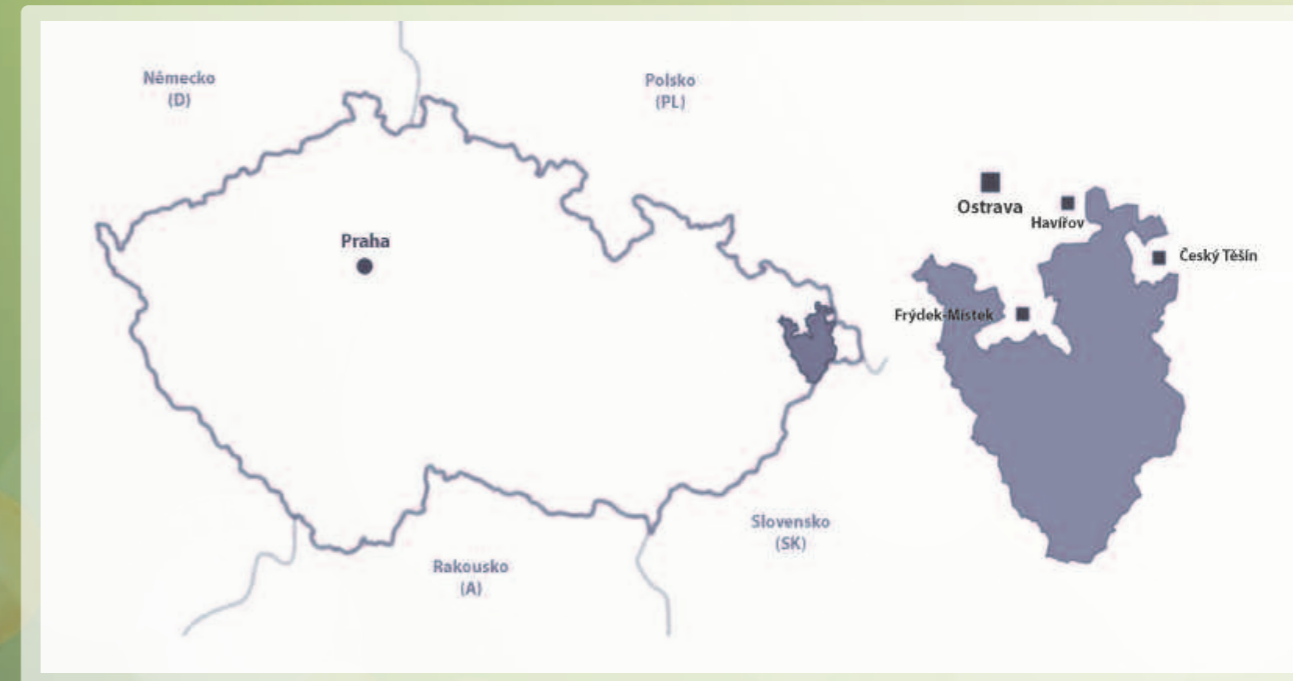 Německo
(D)
Polsko
(PL)
Praha
Ostrava
Havířov
Český Těšín
Frýdek-Místek
Slovensko
(SK)
Rakousko
(A)